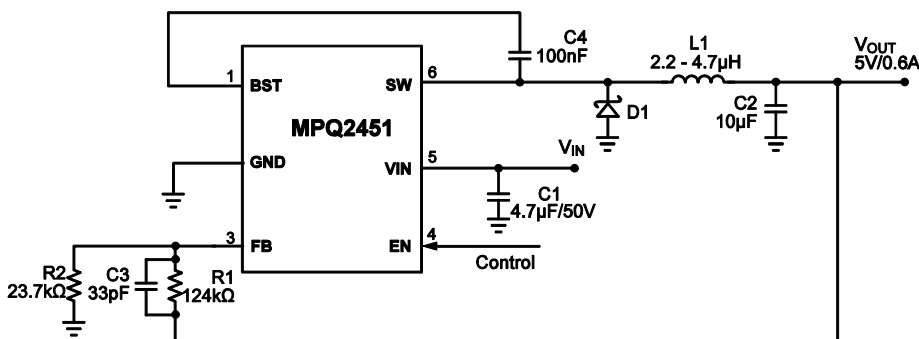 C4
100nF
L1
2.2 - 4.7µH
VOUT
5V/0.6A
1
BST
SW
6
D1
C2
10µF
MPQ2451
GND
VIN
5
VIN
C1
4.7µF/50V
3
FB
EN
4
Control
R2
23.7kΩ
C3
33pF
R1
124kΩ